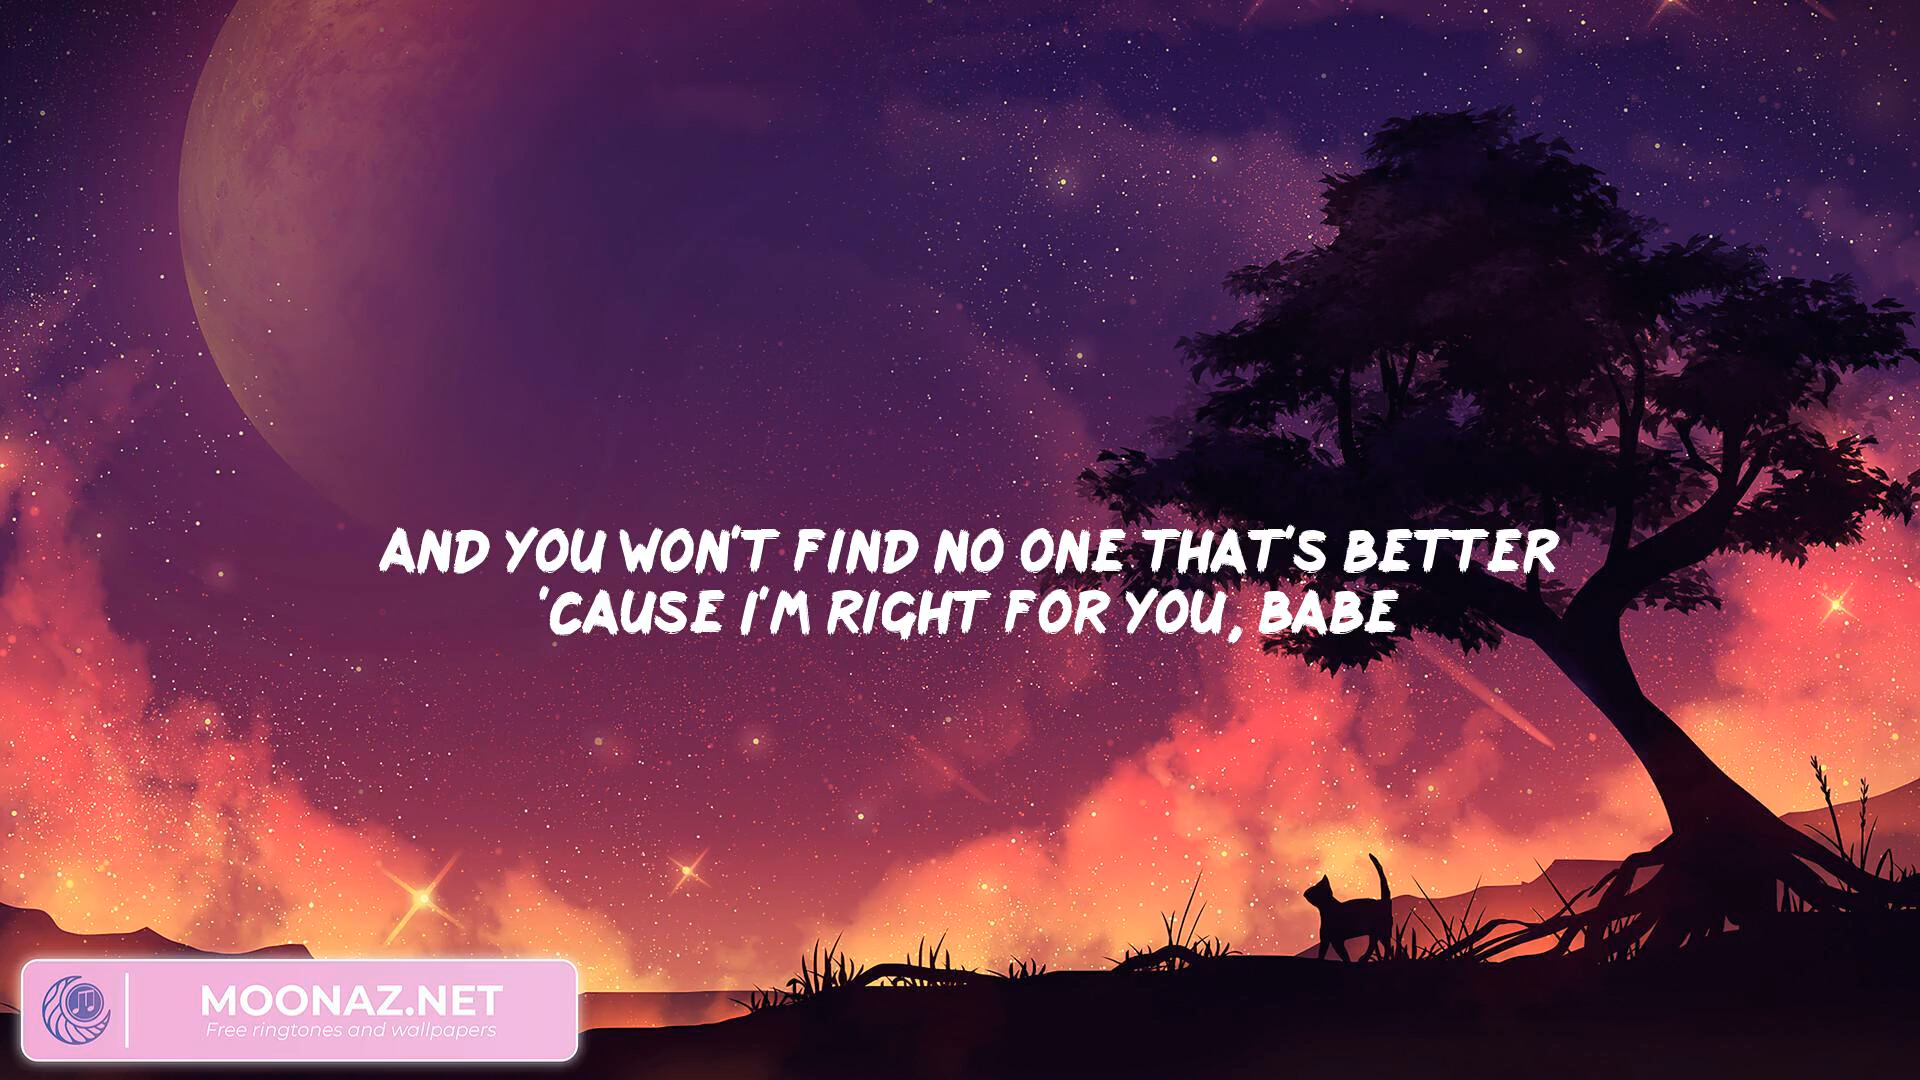 AND YOU WON'T FIND NO ONE THAT'S BETTER
'CAUSE I'M RIGHT FOR YOU, BABE
MOONAZ.NET
Free ringtones and wallpapers